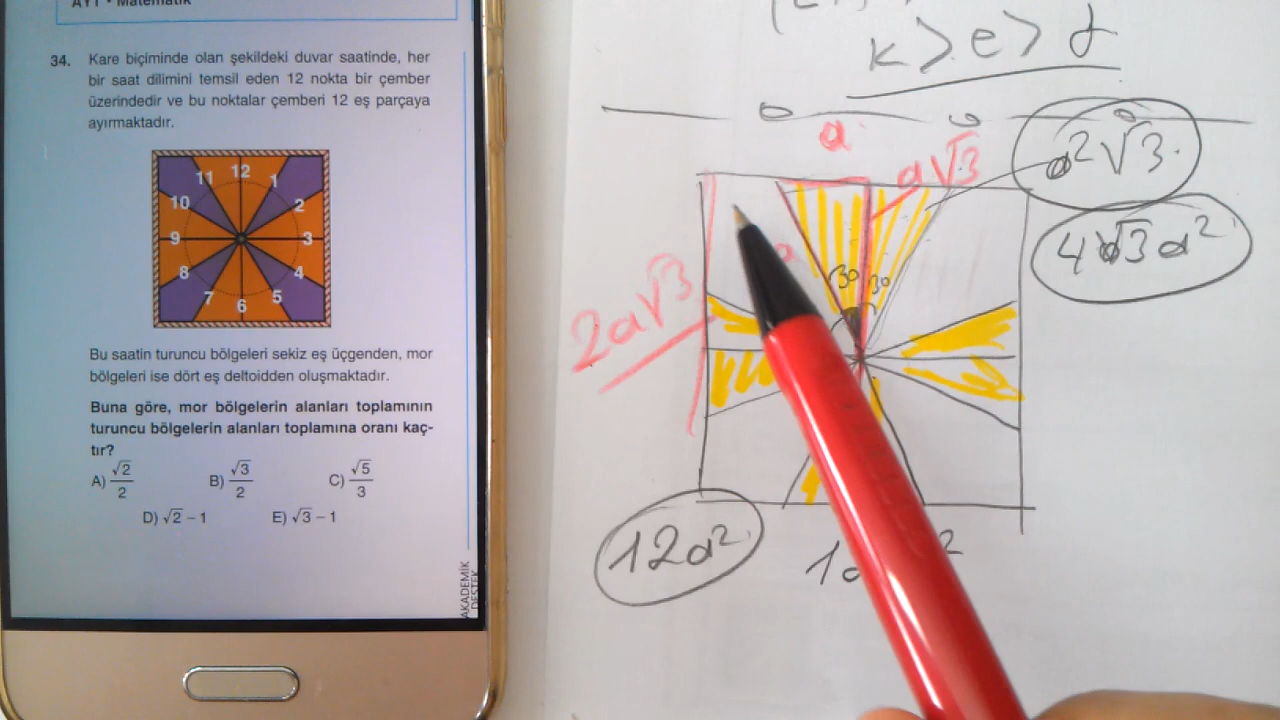 AYT • Matematik
34. Kare biçiminde olan şekildeki duvar saatinde, her
bir saat dilimini temsil eden 12 nokta bir çember
üzerindedir ve bu noktalar çemberi 12 eş parçaya
ayırmaktadır.
12
11
1
10
2
9
3
8
4
7
5
6
Bu saatin turuncu bölgeleri sekiz eş üçgenden, mor
bölgeleri ise dört eş deltoidden oluşmaktadır.
Buna göre, mor bölgelerin alanları toplamının
turuncu bölgelerin alanları toplamına oranı kaç-
tır?
A) √2/2 B) √3/2 C) √5/3
D) √2 – 1 E) √3 – 1
AKADEMİK
DESTEK
k > e > d
a
a√3
a²√3
4√3a²
30 30
2a√3
12a²